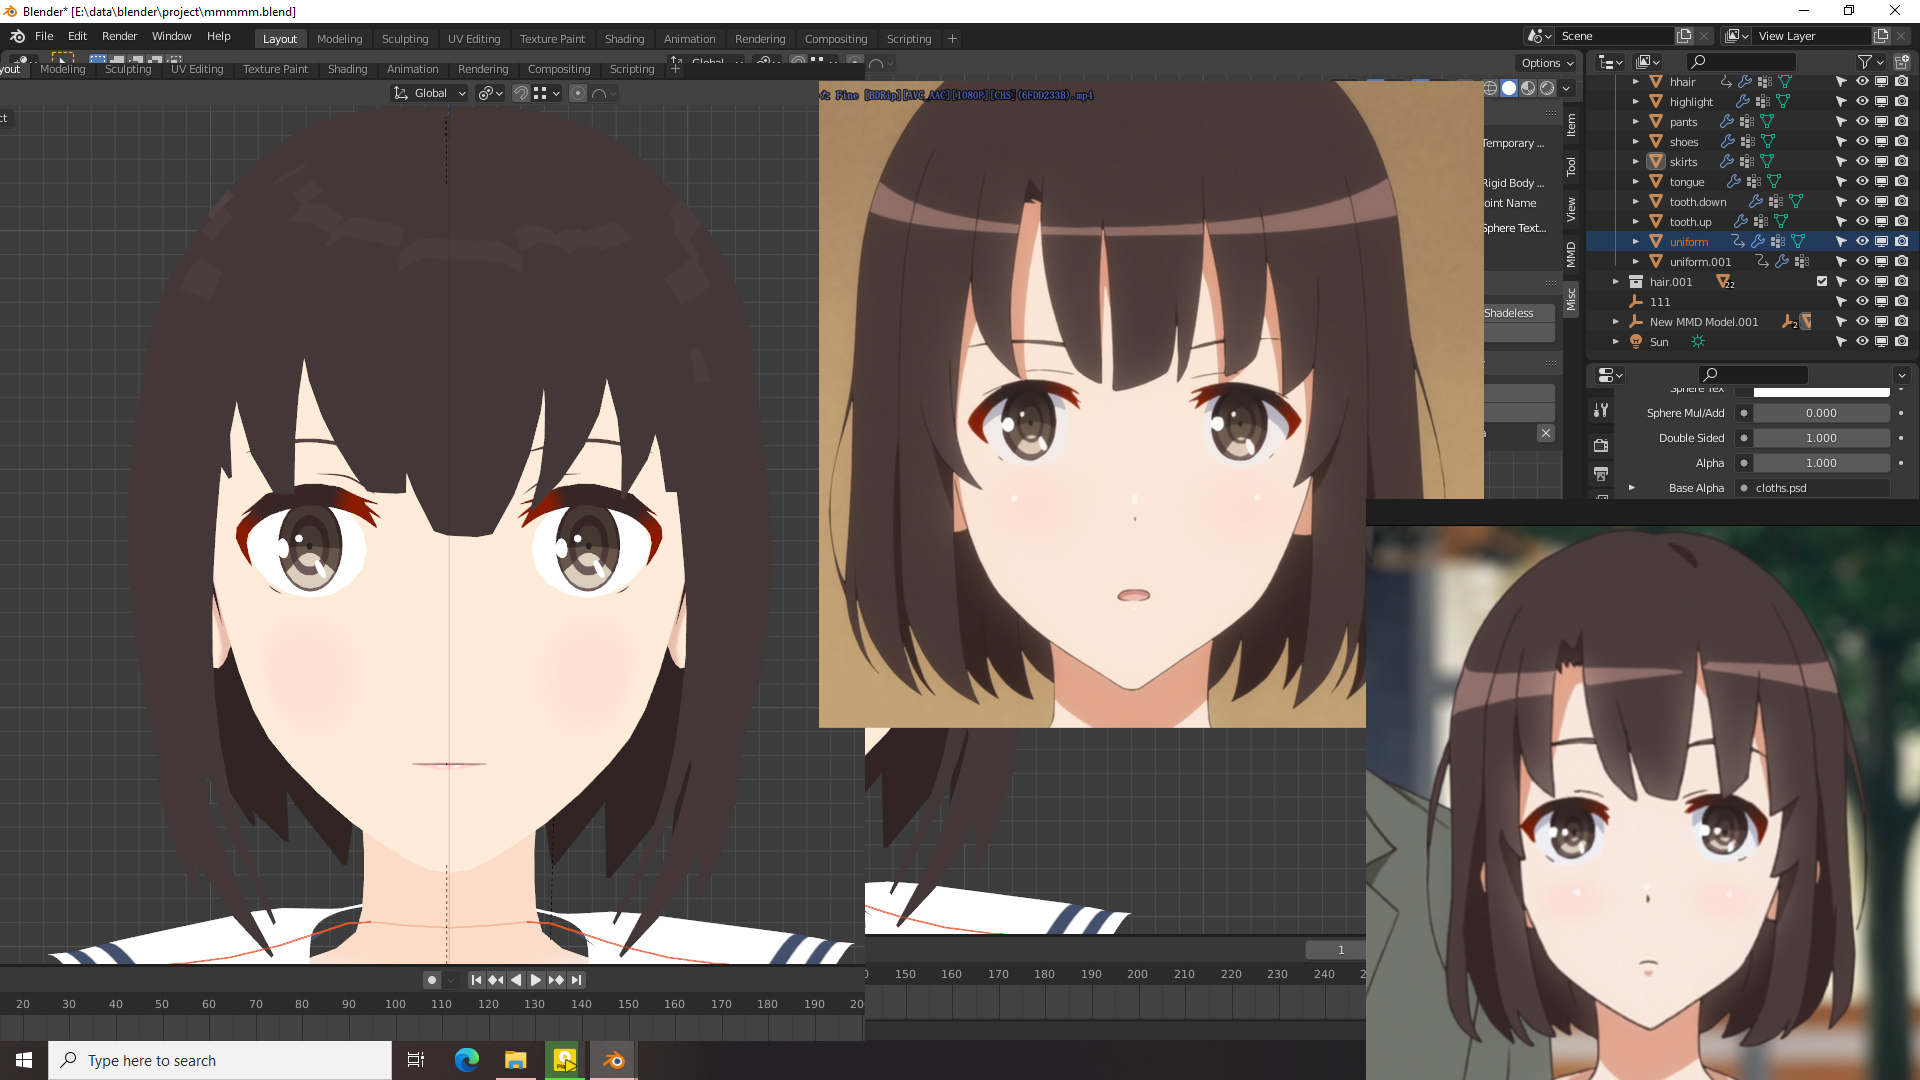 Blender* [E:\data\blender\project\mmmmm.blend]
File Edit Render Window Help Layout Modeling Sculpting UV Editing Texture Paint Shading Animation Rendering Compositing Scripting +
Scene View Layer
yout Modeling Sculpting UV Editing Texture Paint Shading Animation Rendering Compositing Scripting +
Options
Global
ct
Fine [BDRip][AVC_AAC][1080P][CHS](6FDD233B).mp4
Temporary ...
Rigid Body ...
oint Name
Sphere Text...
Shadeless
a
Item
Tool
View
MMD
Misc
hhair
highlight
pants
shoes
skirts
tongue
tooth.down
tooth.up
uniform
uniform.001
hair.001 22
111
New MMD Model.001 2
Sun
Sphere Tex
Sphere Mul/Add 0.000
Double Sided 1.000
Alpha 1.000
Base Alpha cloths.psd
1
0 150 160 170 180 190 200 210 220 230 240 2
20 30 40 50 60 70 80 90 100 110 120 130 140 150 160 170 180 190 20
Type here to search